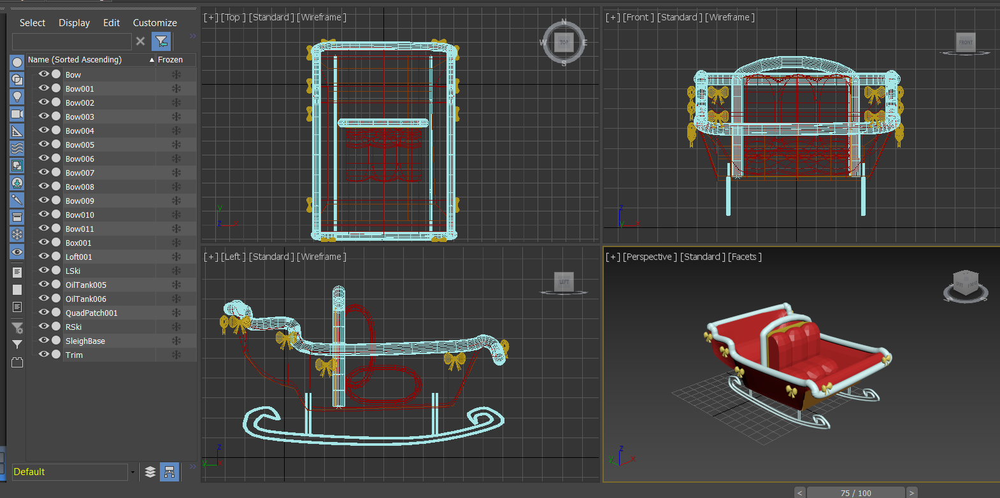 Select Display Edit Customize
Name (Sorted Ascending) Frozen
Bow
Bow001
Bow002
Bow003
Bow004
Bow005
Bow006
Bow007
Bow008
Bow009
Bow010
Bow011
Box001
Loft001
LSki
OilTank005
OilTank006
QuadPatch001
RSki
SleighBase
Trim
Default
[+] [Top ] [Standard ] [Wireframe ]
N
W TOP E
S
y
z x
[+] [Front ] [Standard ] [Wireframe ]
FRONT
z
y x
[+] [Left ] [Standard ] [Wireframe ]
LEFT
z
y x
[+] [Perspective ] [Standard ] [Facets ]
LEFT
z
y x
< 75 / 100 >